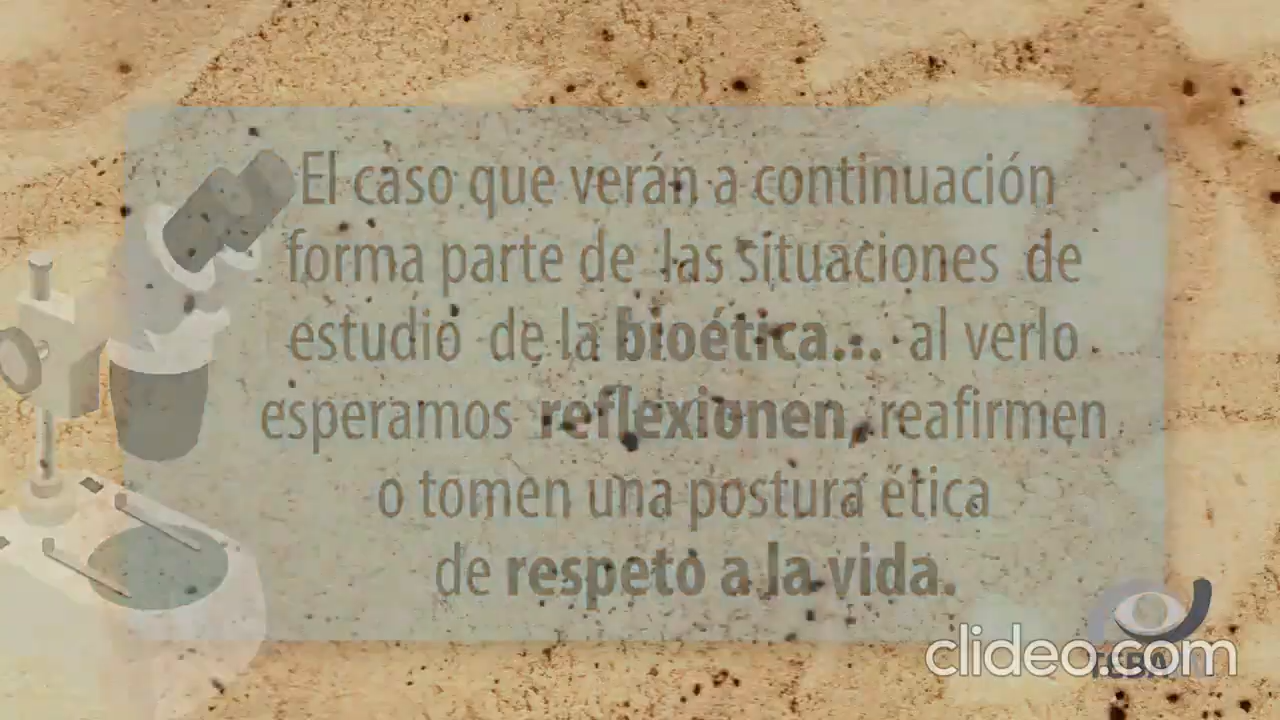 El caso que verán a continuación
forma parte de las situaciones de
estudio de la bioética... al verlo
esperamos reflexionen, reafirmen
o tomen una postura ética
de respeto a la vida.
clideo.com